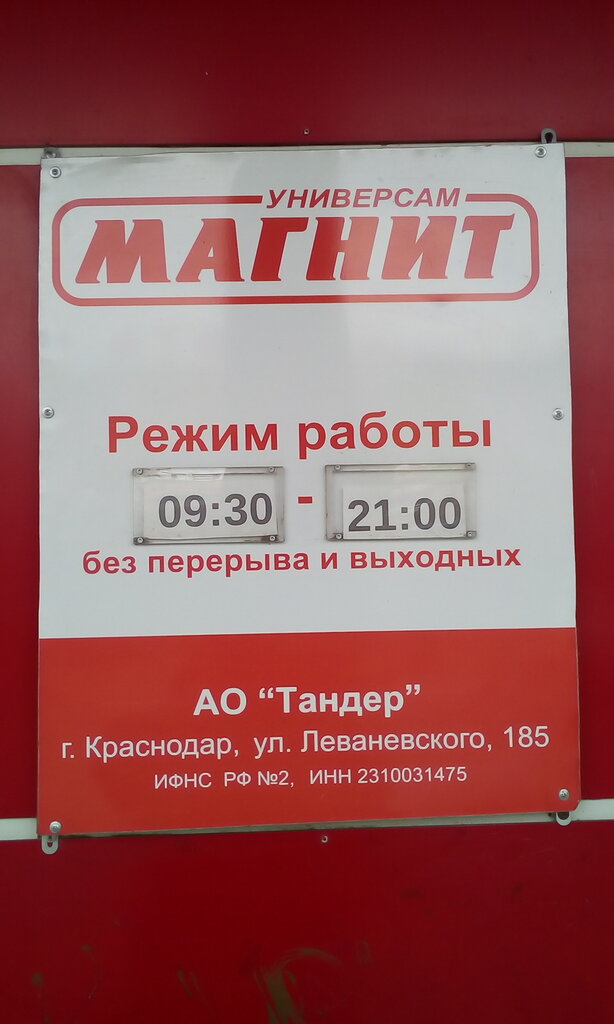 УНИВЕРСАМ
МАГНИТ
Режим работы
09:30 - 21:00
без перерыва и выходных
АО “Тандер”
г. Краснодар, ул. Леваневского, 185
ИФНС РФ №2, ИНН 2310031475